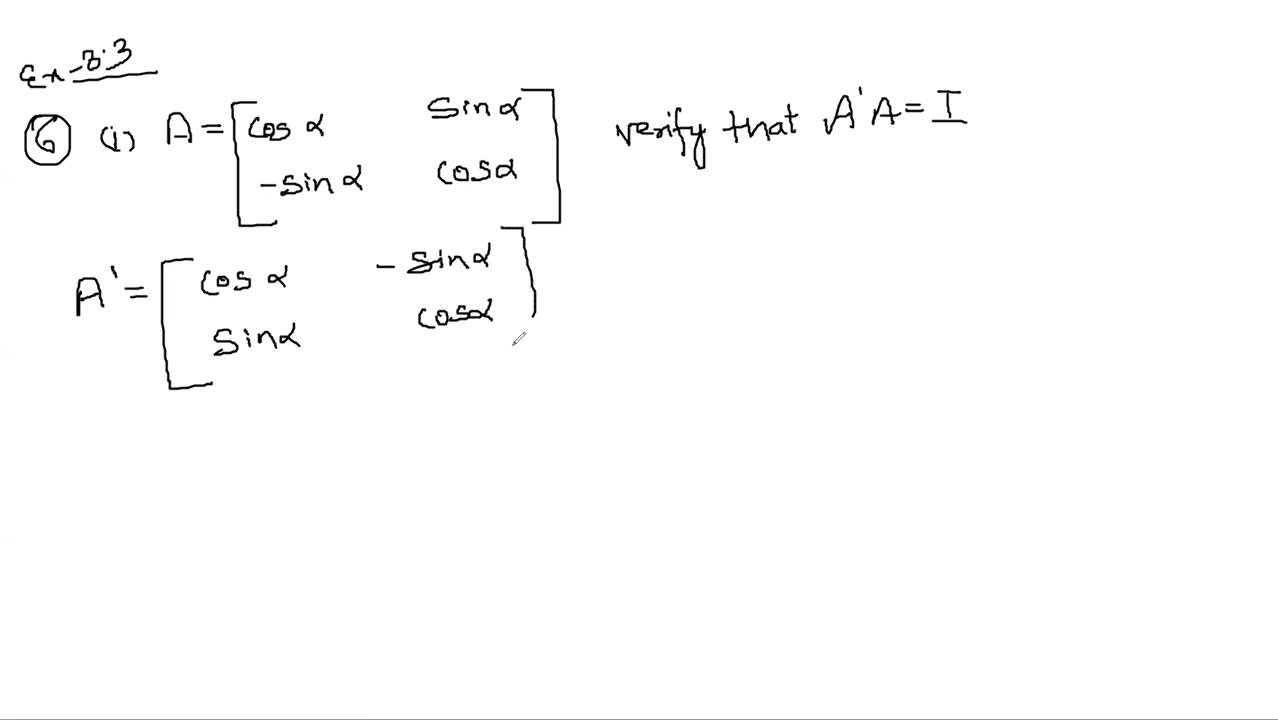 Ex-3.3
6 (i) A = [ cos α sin α verify that A'A = I
-sin α cos α ]
A' = [ cos α - sin α
sin α cos α ]